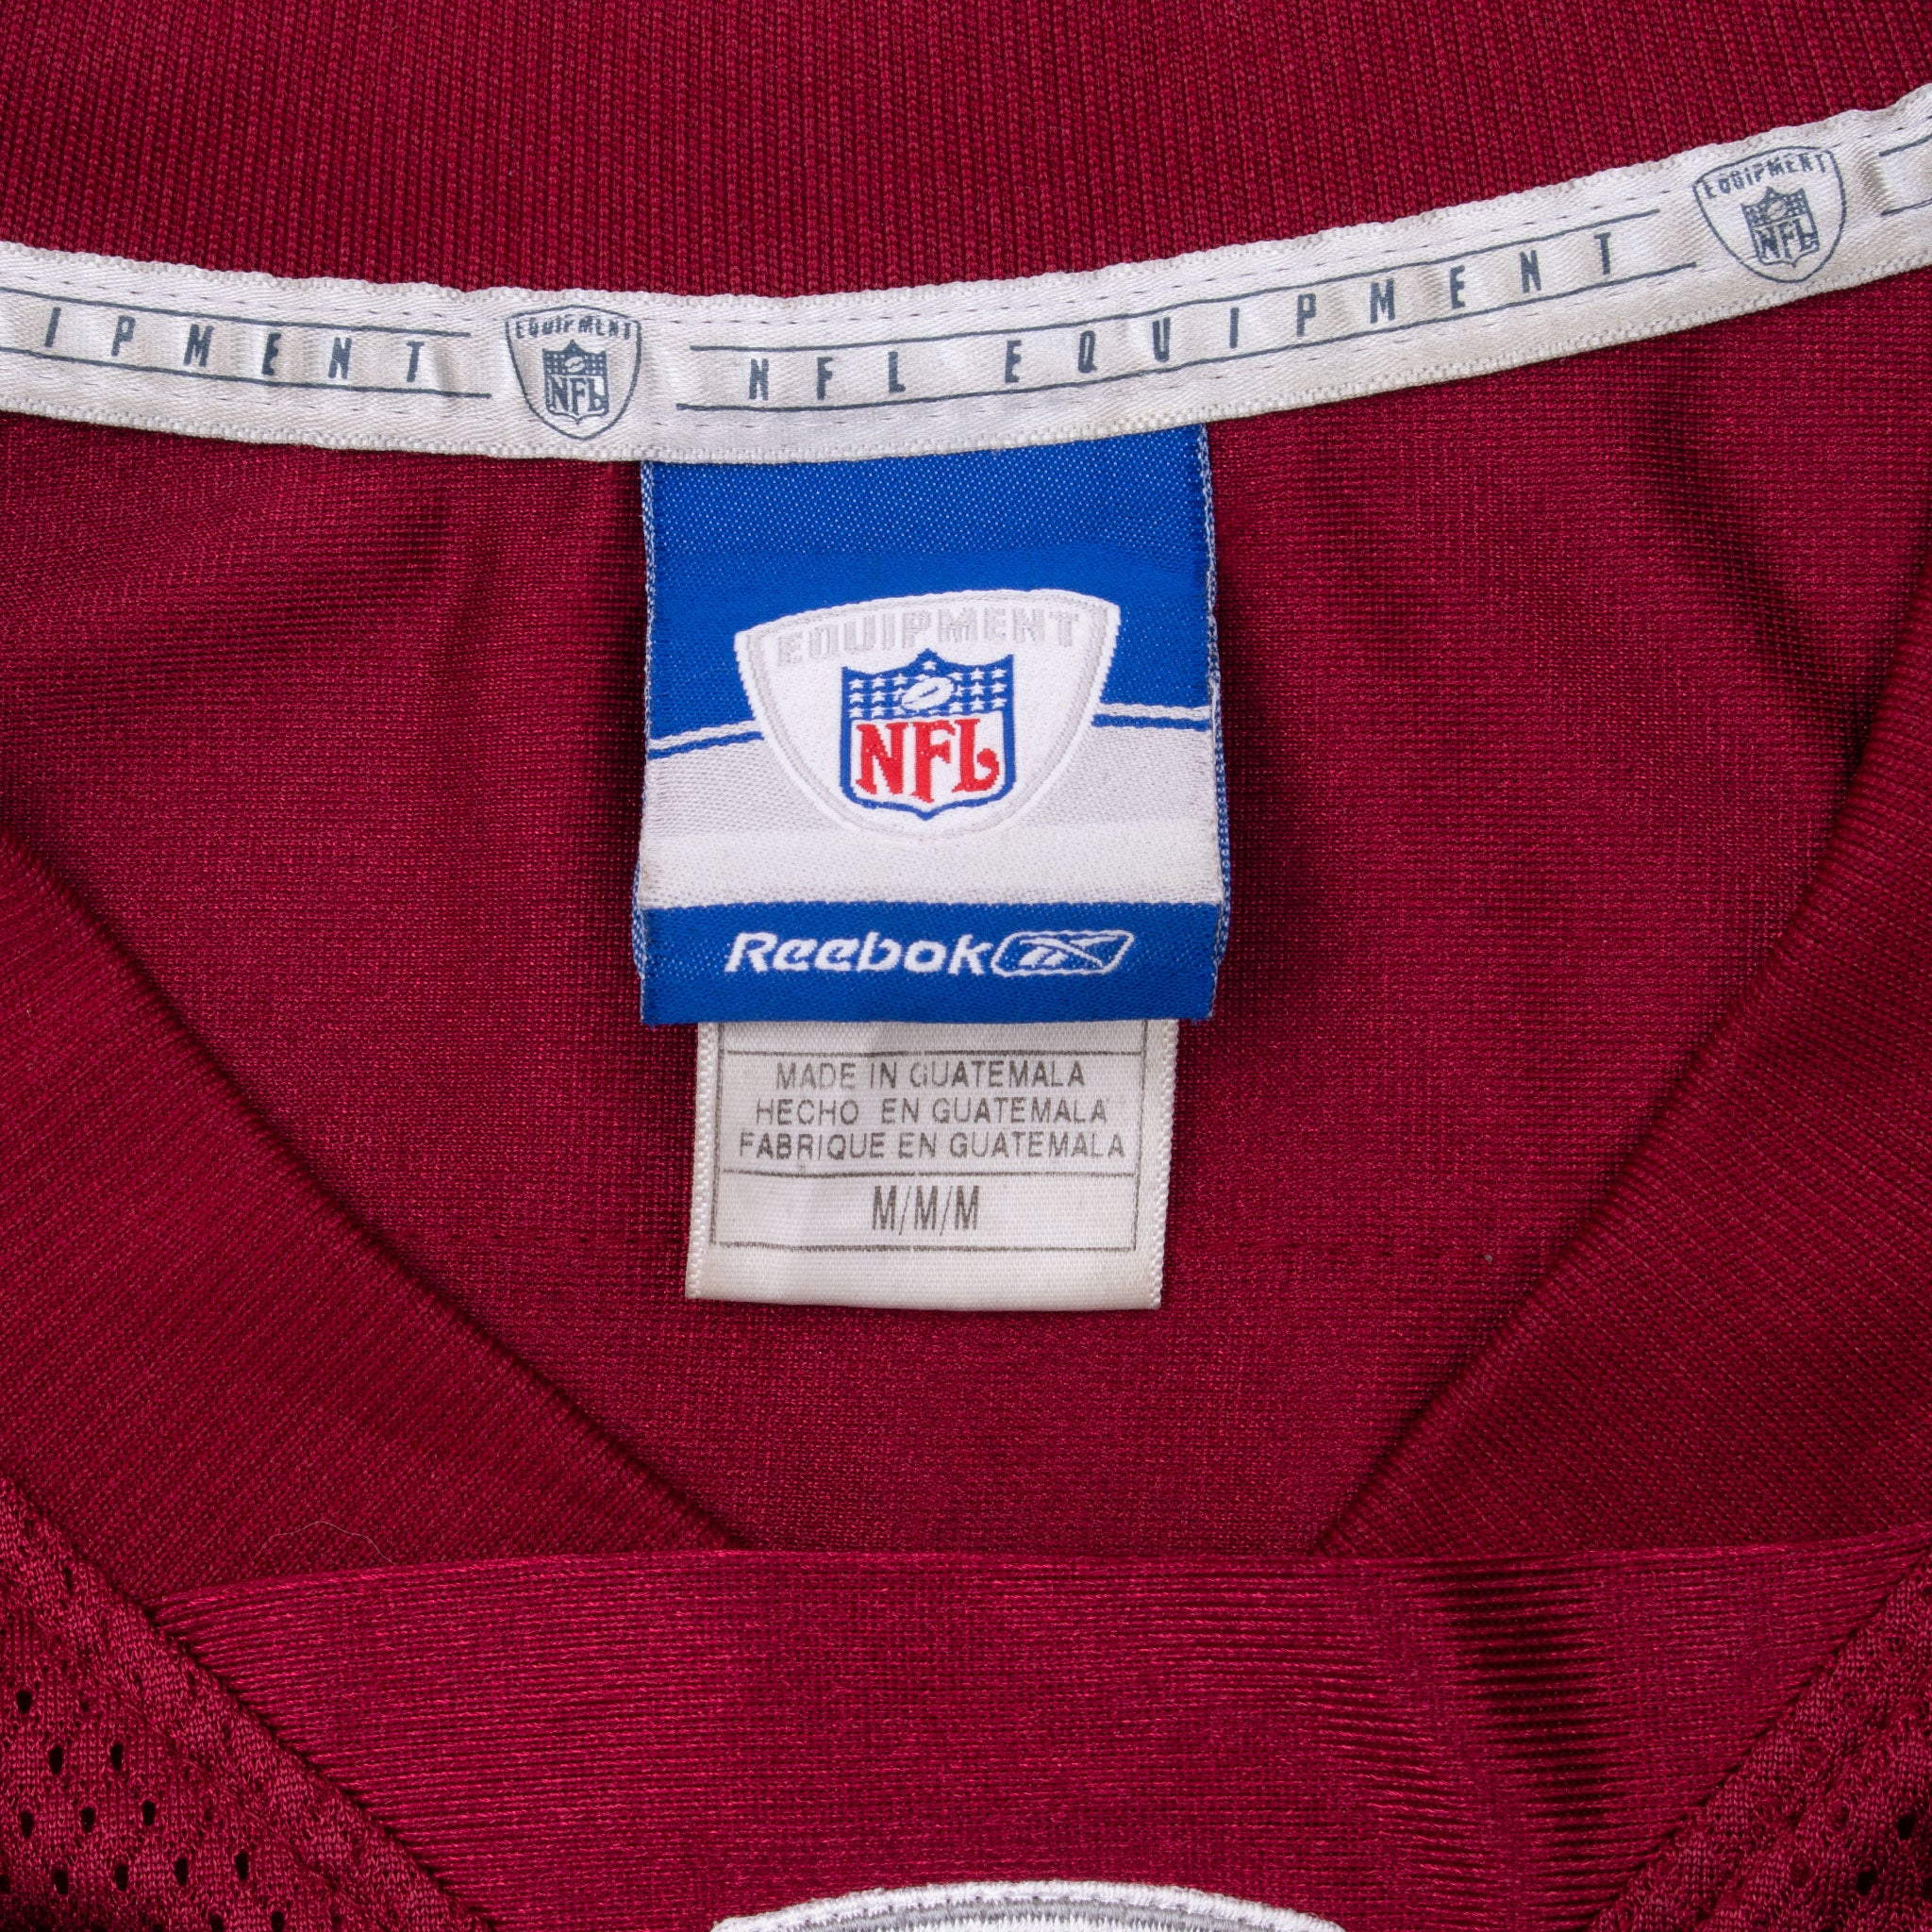 IPMENT EQUIPMENT NFL NFL EQUIPMENT EQUIPMENT NFL
EQUIPMENT
NFL
Reebok
MADE IN GUATEMALA
HECHO EN GUATEMALA
FABRIQUE EN GUATEMALA
M/M/M